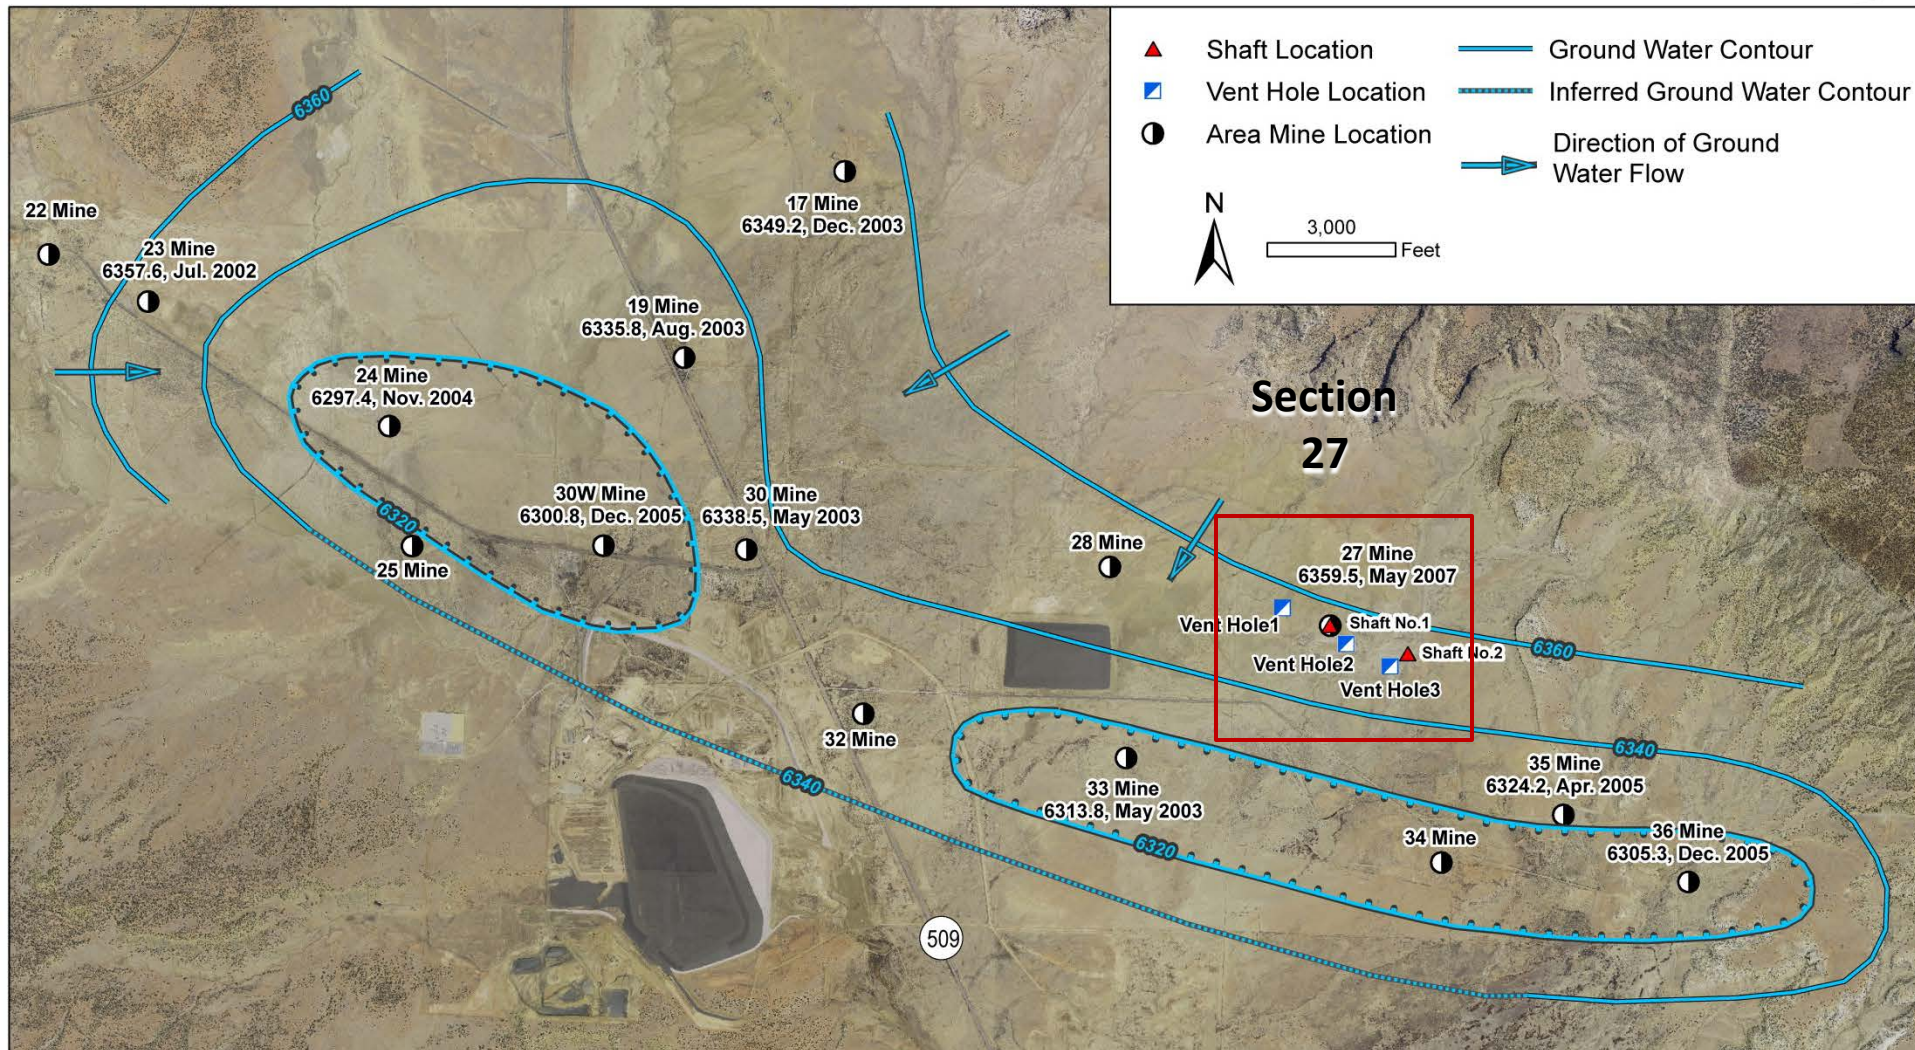 Shaft Location
Vent Hole Location
Area Mine Location
Ground Water Contour
Inferred Ground Water Contour
Direction of Ground
Water Flow
N
3,000
Feet
6360
22 Mine
23 Mine
6357.6, Jul. 2002
17 Mine
6349.2, Dec. 2003
19 Mine
6335.8, Aug. 2003
24 Mine
6297.4, Nov. 2004
Section
27
30W Mine
6300.8, Dec. 2005
30 Mine
6338.5, May 2003
6320
25 Mine
28 Mine
27 Mine
6359.5, May 2007
Vent Hole1
Shaft No.1
Vent Hole2
Shaft No.2
Vent Hole3
6360
32 Mine
6340
6340
33 Mine
6313.8, May 2003
35 Mine
6324.2, Apr. 2005
6320
34 Mine
36 Mine
6305.3, Dec. 2005
509